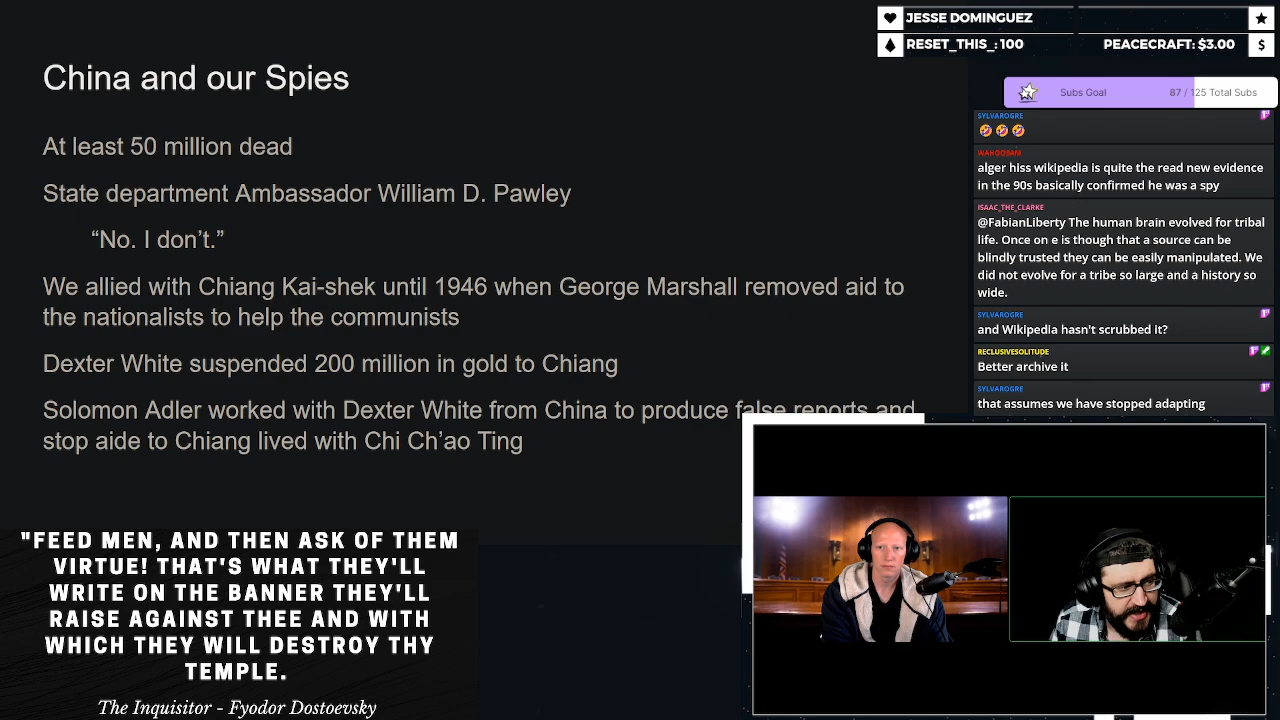 China and our Spies
At least 50 million dead
State department Ambassador William D. Pawley
“No. I don’t.”
We allied with Chiang Kai-shek until 1946 when George Marshall removed aid to
the nationalists to help the communists
Dexter White suspended 200 million in gold to Chiang
Solomon Adler worked with Dexter White from China to produce false reports and
stop aide to Chiang lived with Chi Ch’ao Ting
"FEED MEN, AND THEN ASK OF THEM
VIRTUE! THAT'S WHAT THEY'LL
WRITE ON THE BANNER THEY'LL
RAISE AGAINST THEE AND WITH
WHICH THEY WILL DESTROY THY
TEMPLE.
The Inquisitor - Fyodor Dostoevsky
JESSE DOMINGUEZ
RESET_THIS_: 100
PEACECRAFT: $3.00
$
Subs Goal
87 / 125 Total Subs
SYLVAROGRE
WAHOOBAM
alger hiss wikipedia is quite the read new evidence
in the 90s basically confirmed he was a spy
ISAAC_THE_CLARKE
@FabianLiberty The human brain evolved for tribal
life. Once on e is though that a source can be
blindly trusted they can be easily manipulated. We
did not evolve for a tribe so large and a history so
wide.
SYLVAROGRE
and Wikipedia hasn't scrubbed it?
RECLUSIVESOLITUDE
Better archive it
SYLVAROGRE
that assumes we have stopped adapting